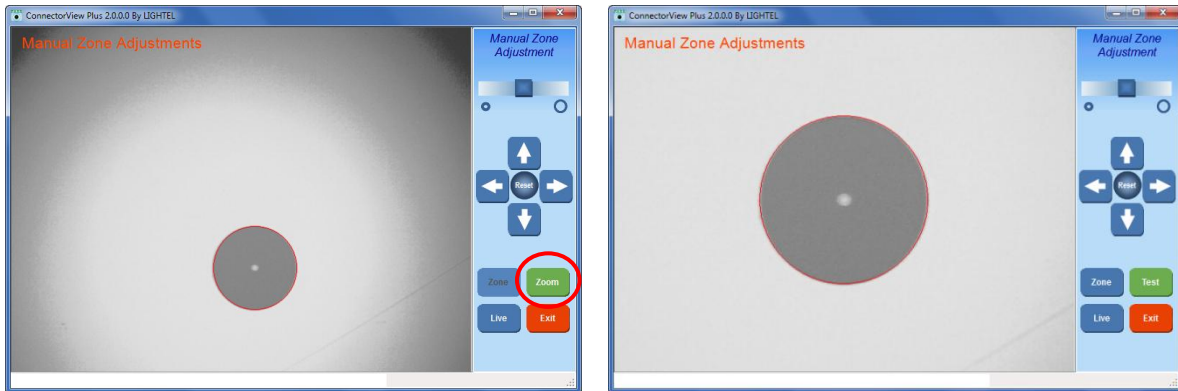 ConnectorView Plus 2.0.0.0 By LIGHTEL
Manual Zone Adjustments
Manual Zone
Adjustment
Reset
Zone
Zoom
Live
Exit
ConnectorView Plus 2.0.0.0 By LIGHTEL
Manual Zone Adjustments
Manual Zone
Adjustment
Reset
Zone
Test
Live
Exit